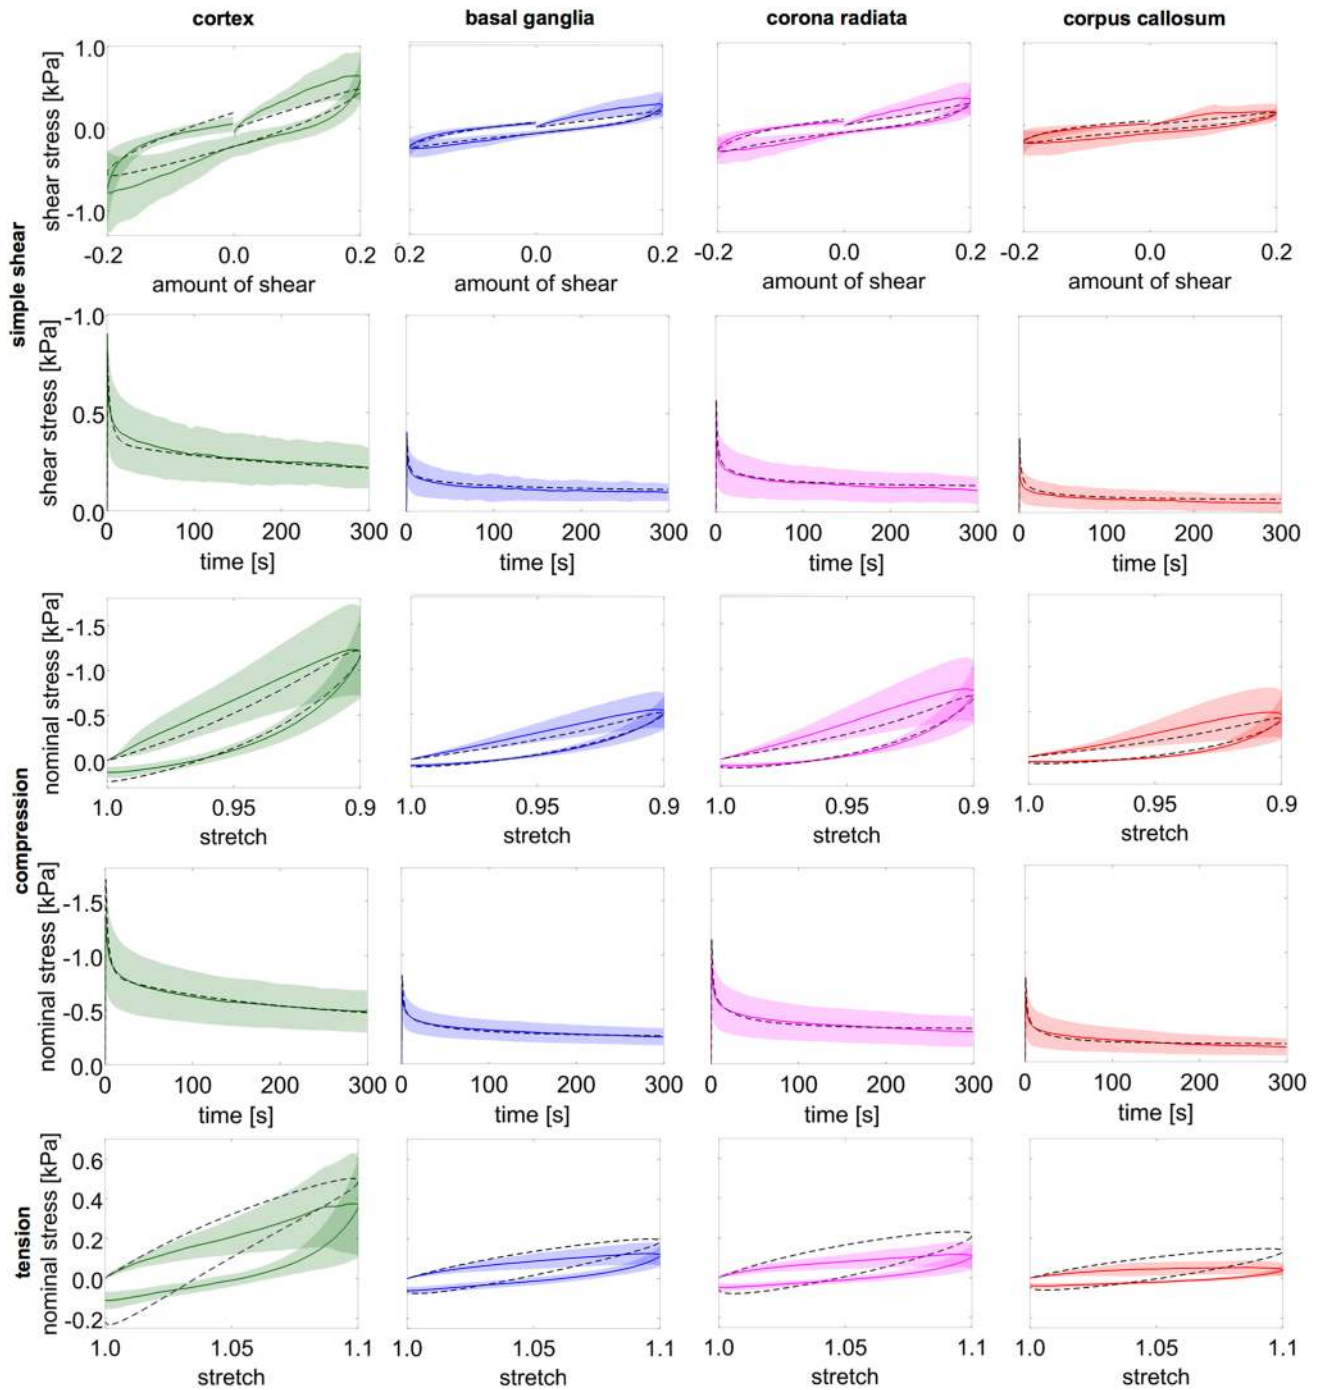 cortex basal ganglia corona radiata corpus callosum
simple shear
shear stress [kPa]
1.0
0.0
-1.0
-0.2 0.0 0.2 0.2 0.0 0.2 -0.2 0.0 0.2 -0.2 0.0 0.2
amount of shear amount of shear amount of shear amount of shear
shear stress [kPa]
-1.0
0.5
0.0
0 100 200 300 0 100 200 300 0 100 200 300 0 100 200 300
time [s] time [s] time [s] time [s]
compression
nominal stress [kPa]
-1.5
-1.0
-0.5
0.0
1.0 0.95 0.9 1.0 0.95 0.9 1.0 0.95 0.9 1.0 0.95 0.9
stretch stretch stretch stretch
nominal stress [kPa]
-1.5
-1.0
-0.5
0.0
0 100 200 300 0 100 200 300 0 100 200 300 0 100 200 300
time [s] time [s] time [s] time [s]
tension
nominal stress [kPa]
0.6
0.4
0.2
0.0
-0.2
1.0 1.05 1.1 1.0 1.05 1.1 1.0 1.05 1.1 1.0 1.05 1.1
stretch stretch stretch stretch